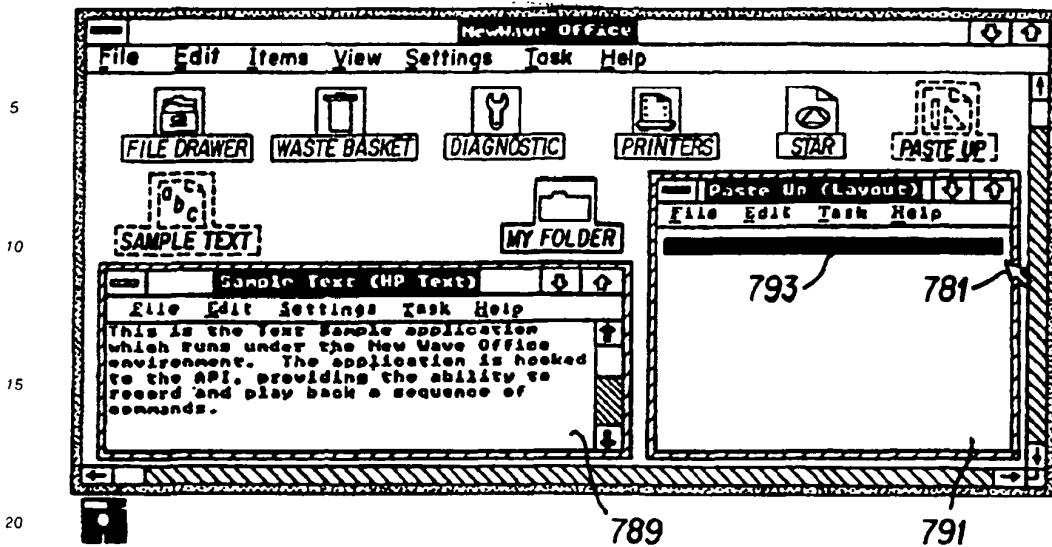 NewWave Office
File Edit Items View Settings Task Help
5
FILE DRAWER WASTE BASKET DIAGNOSTIC PRINTERS STAR PASTE UP
Paste Up (Layout)
File Edit Task Help
abc
SAMPLE TEXT MY FOLDER
10
793 781
Sample Text (HP Text)
File Edit Settings Task Help
This is the Text Sample application
which runs under the New Wave Office
environment. The application is hooked
to the API, providing the ability to
15
record and play back a sequence of
commands.
20
789 791